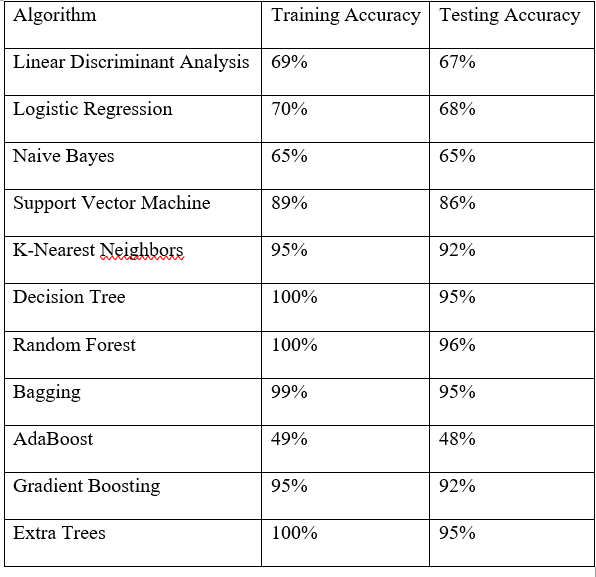 Algorithm Training Accuracy Testing Accuracy
Linear Discriminant Analysis 69% 67%
Logistic Regression 70% 68%
Naive Bayes 65% 65%
Support Vector Machine 89% 86%
K-Nearest Neighbors 95% 92%
Decision Tree 100% 95%
Random Forest 100% 96%
Bagging 99% 95%
AdaBoost 49% 48%
Gradient Boosting 95% 92%
Extra Trees 100% 95%